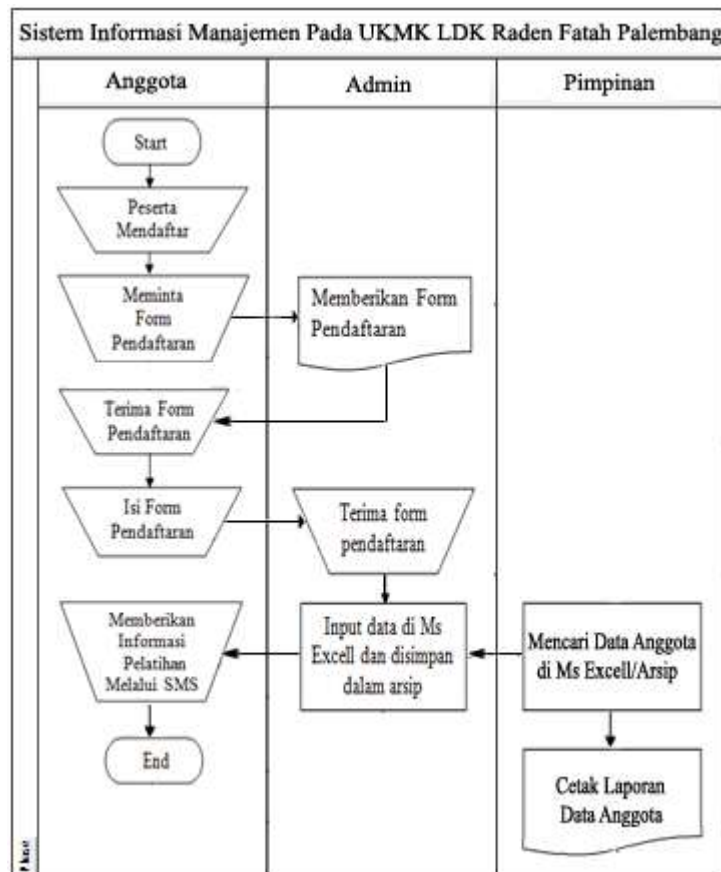 Sistem Informasi Manajemen Pada UKMK LDK Raden Fatah Palembang
Anggota
Admin
Pimpinan
Start
Peserta
Mendaftar
Meminta
Form
Pendaftaran
Memberikan Form
Pendaftaran
Terima Form
Pendaftaran
Isi Form
Pendaftaran
Terima form
pendaftaran
Memberikan
Informasi
Pelatihan
Melalui SMS
Input data di Ms
Excell dan disimpan
dalam arsip
Mencari Data Anggota
di Ms Excell/Arsip
End
Cetak Laporan
Data Anggota
Phase